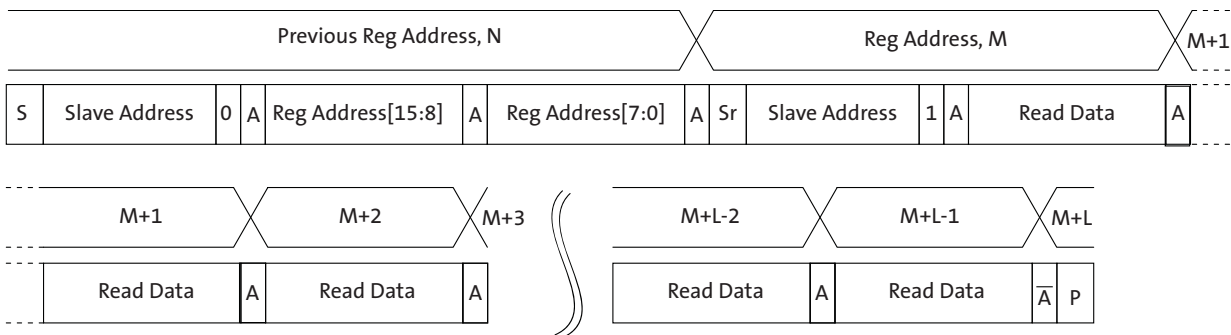 Previous Reg Address, N Reg Address, M M+1
S Slave Address 0 A Reg Address[15:8] A Reg Address[7:0] A Sr Slave Address 1 A Read Data A
M+1 M+2 M+3 M+L-2 M+L-1 M+L
Read Data A Read Data A Read Data A Read Data A̅ P